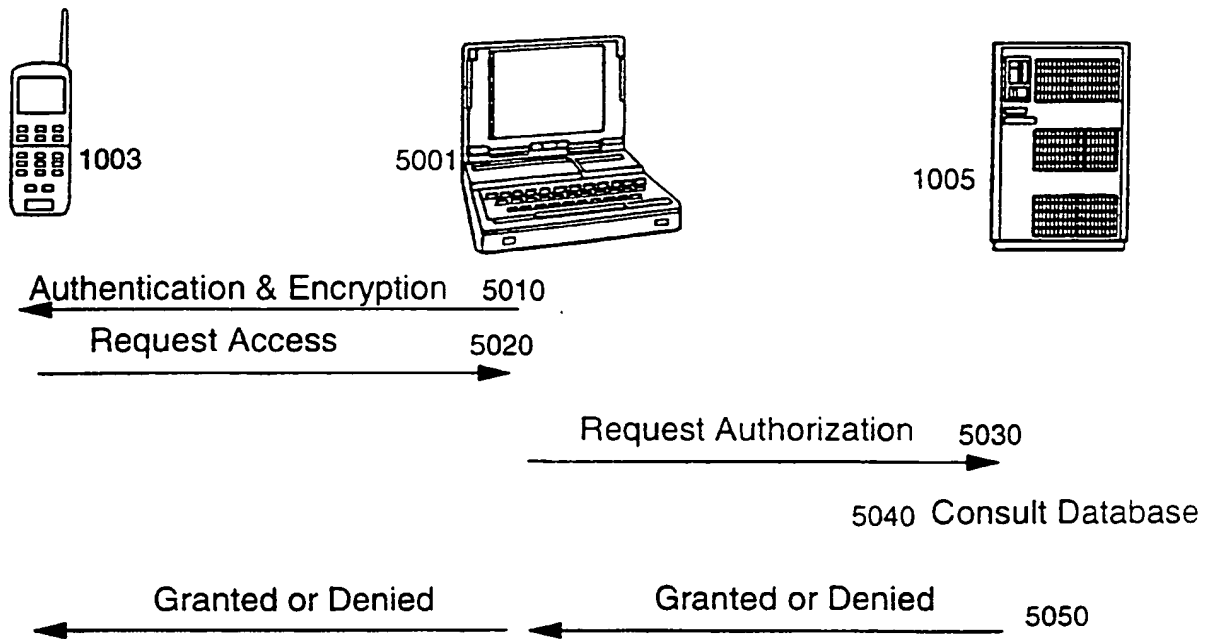 1003
5001
1005
Authentication & Encryption 5010
Request Access 5020
Request Authorization 5030
5040 Consult Database
Granted or Denied Granted or Denied 5050